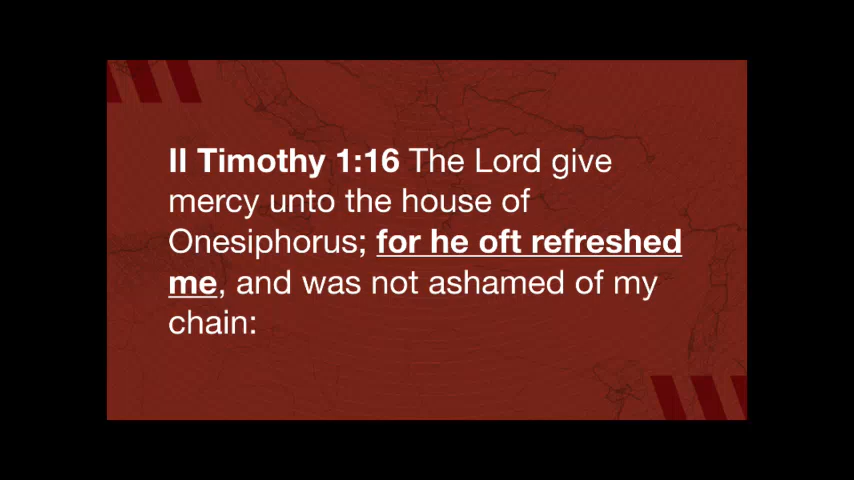 II Timothy 1:16 The Lord give
mercy unto the house of
Onesiphorus; for he oft refreshed
me, and was not ashamed of my
chain: